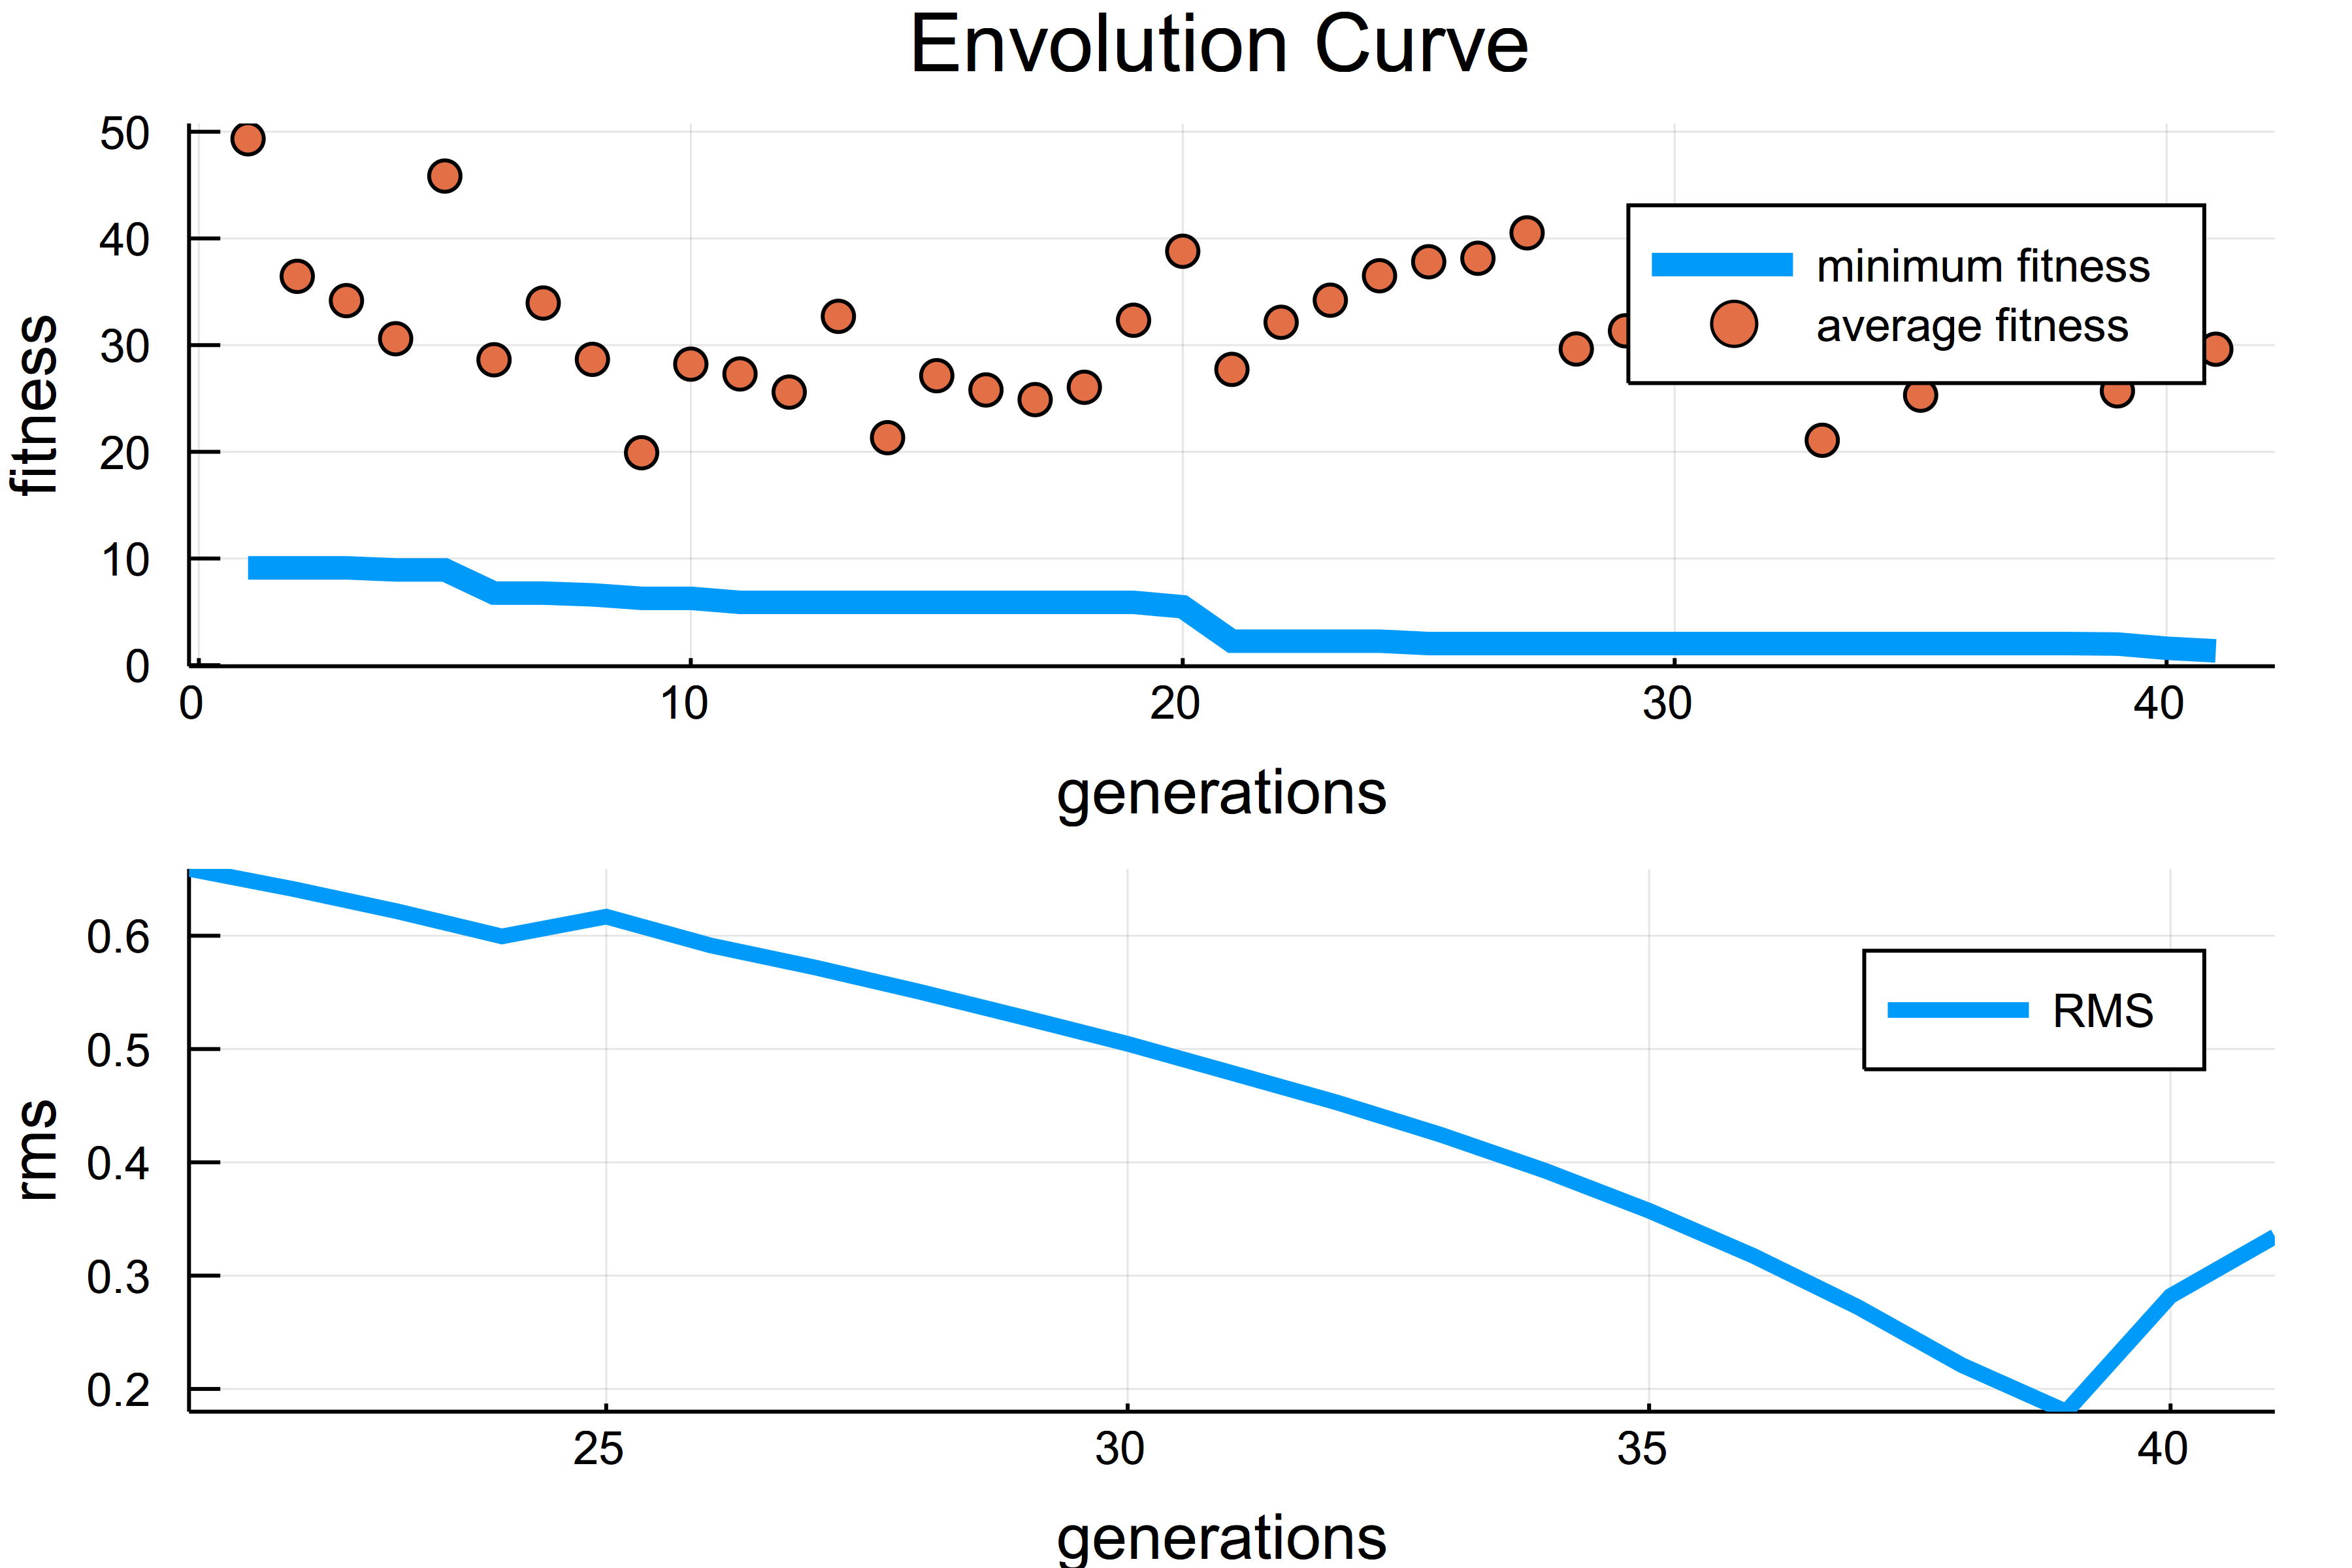 Envolution Curve
50
40
30
20
10
0
fitness
minimum fitness
average fitness
0 10 20 30 40
generations
0.6
0.5
0.4
0.3
0.2
rms
RMS
25 30 35 40
generations